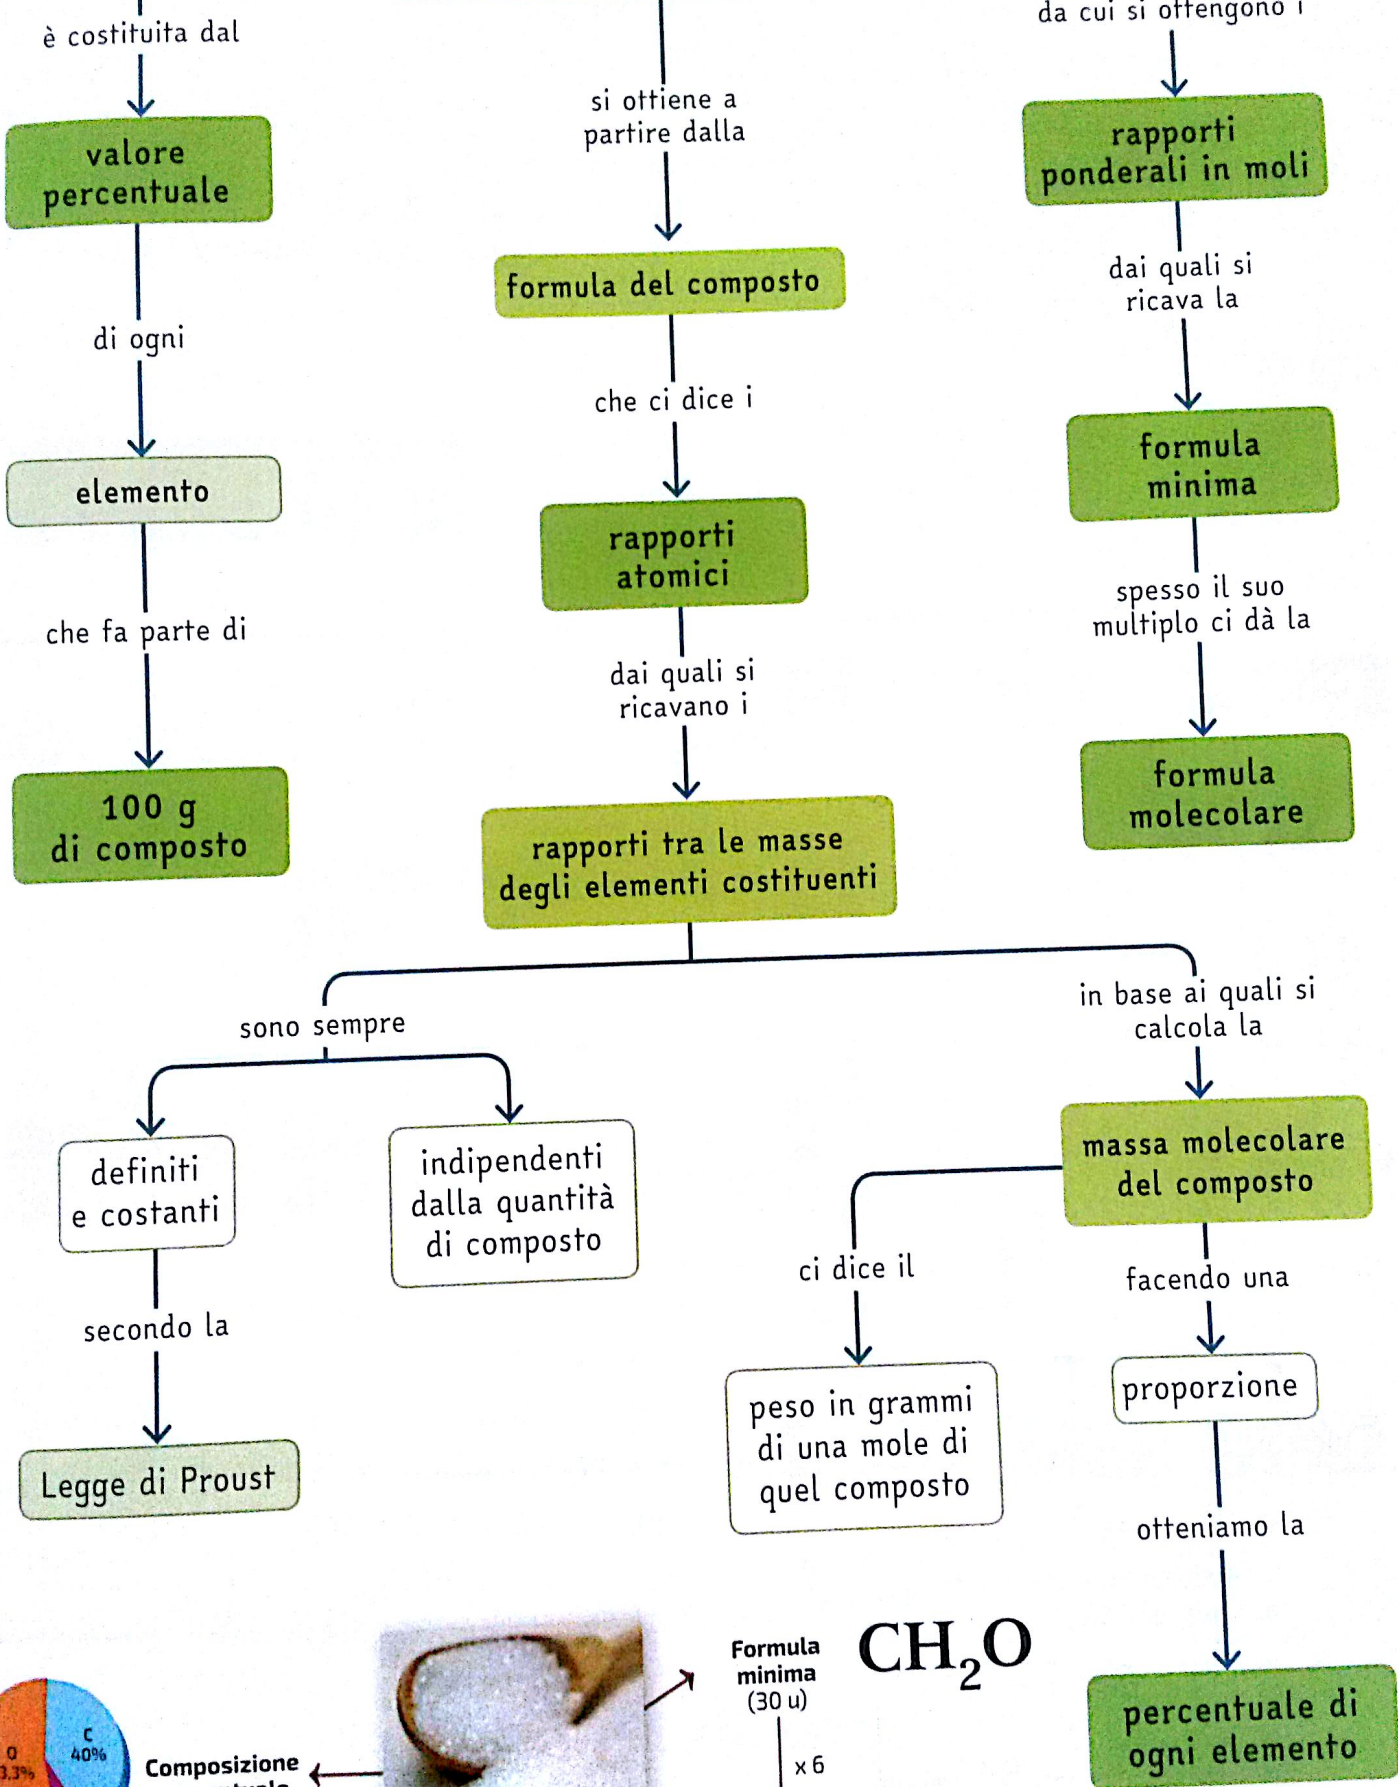 è costituita dal
valore
percentuale
di ogni
elemento
che fa parte di
100 g
di composto
si ottiene a
partire dalla
formula del composto
che ci dice i
rapporti
atomici
dai quali si
ricavano i
rapporti tra le masse
degli elementi costituenti
da cui si ottengono i
rapporti
ponderali in moli
dai quali si
ricava la
formula
minima
spesso il suo
multiplo ci dà la
formula
molecolare
sono sempre
definiti
e costanti
secondo la
Legge di Proust
indipendenti
dalla quantità
di composto
in base ai quali si
calcola la
massa molecolare
del composto
ci dice il
peso in grammi
di una mole di
quel composto
facendo una
proporzione
otteniamo la
percentuale di
ogni elemento
C
40%
O
3,3%
Composizione
Formula
minima
(30 u)
CH₂O
x 6